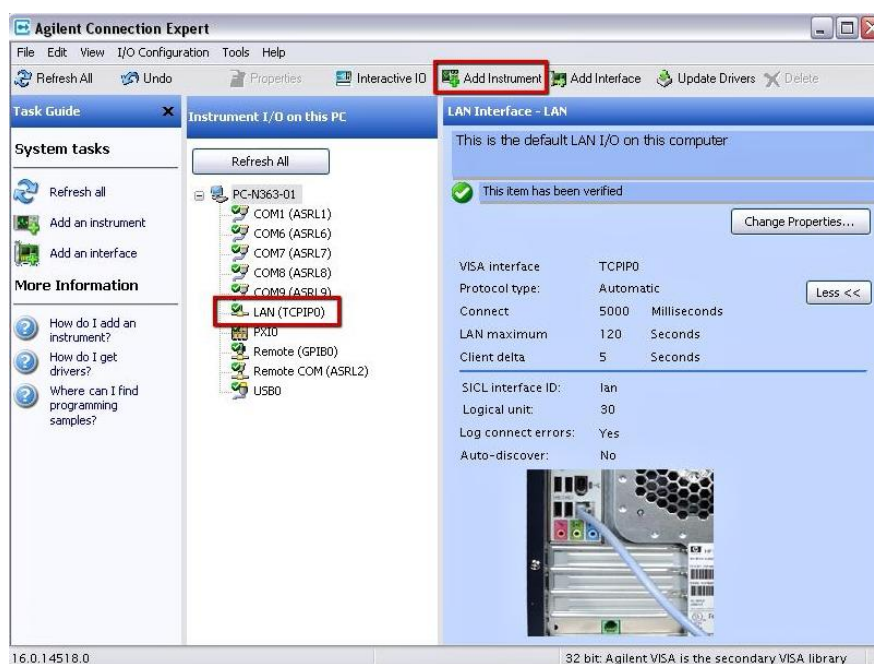 Agilent Connection Expert
File Edit View I/O Configuration Tools Help
Refresh All Undo Properties Interactive IO Add Instrument Add Interface Update Drivers Delete
Task Guide
System tasks
Refresh all
Add an instrument
Add an interface
More Information
How do I add an
instrument?
How do I get
drivers?
Where can I find
programming
samples?
Instrument I/O on this PC
Refresh All
PC-N363-01
COM1 (ASRL1)
COM6 (ASRL6)
COM7 (ASRL7)
COM8 (ASRL8)
COM9 (ASRL9)
LAN (TCPIP0)
PXI0
Remote (GPIB0)
Remote COM (ASRL2)
USB0
LAN Interface - LAN
This is the default LAN I/O on this computer
This item has been verified
Change Properties...
VISA interface TCPIP0
Protocol type: Automatic
Less <<
Connect 5000 Milliseconds
LAN maximum 120 Seconds
Client delta 5 Seconds
SICL interface ID: lan
Logical unit: 30
Log connect errors: Yes
Auto-discover: No
16.0.14518.0
32 bit: Agilent VISA is the secondary VISA library